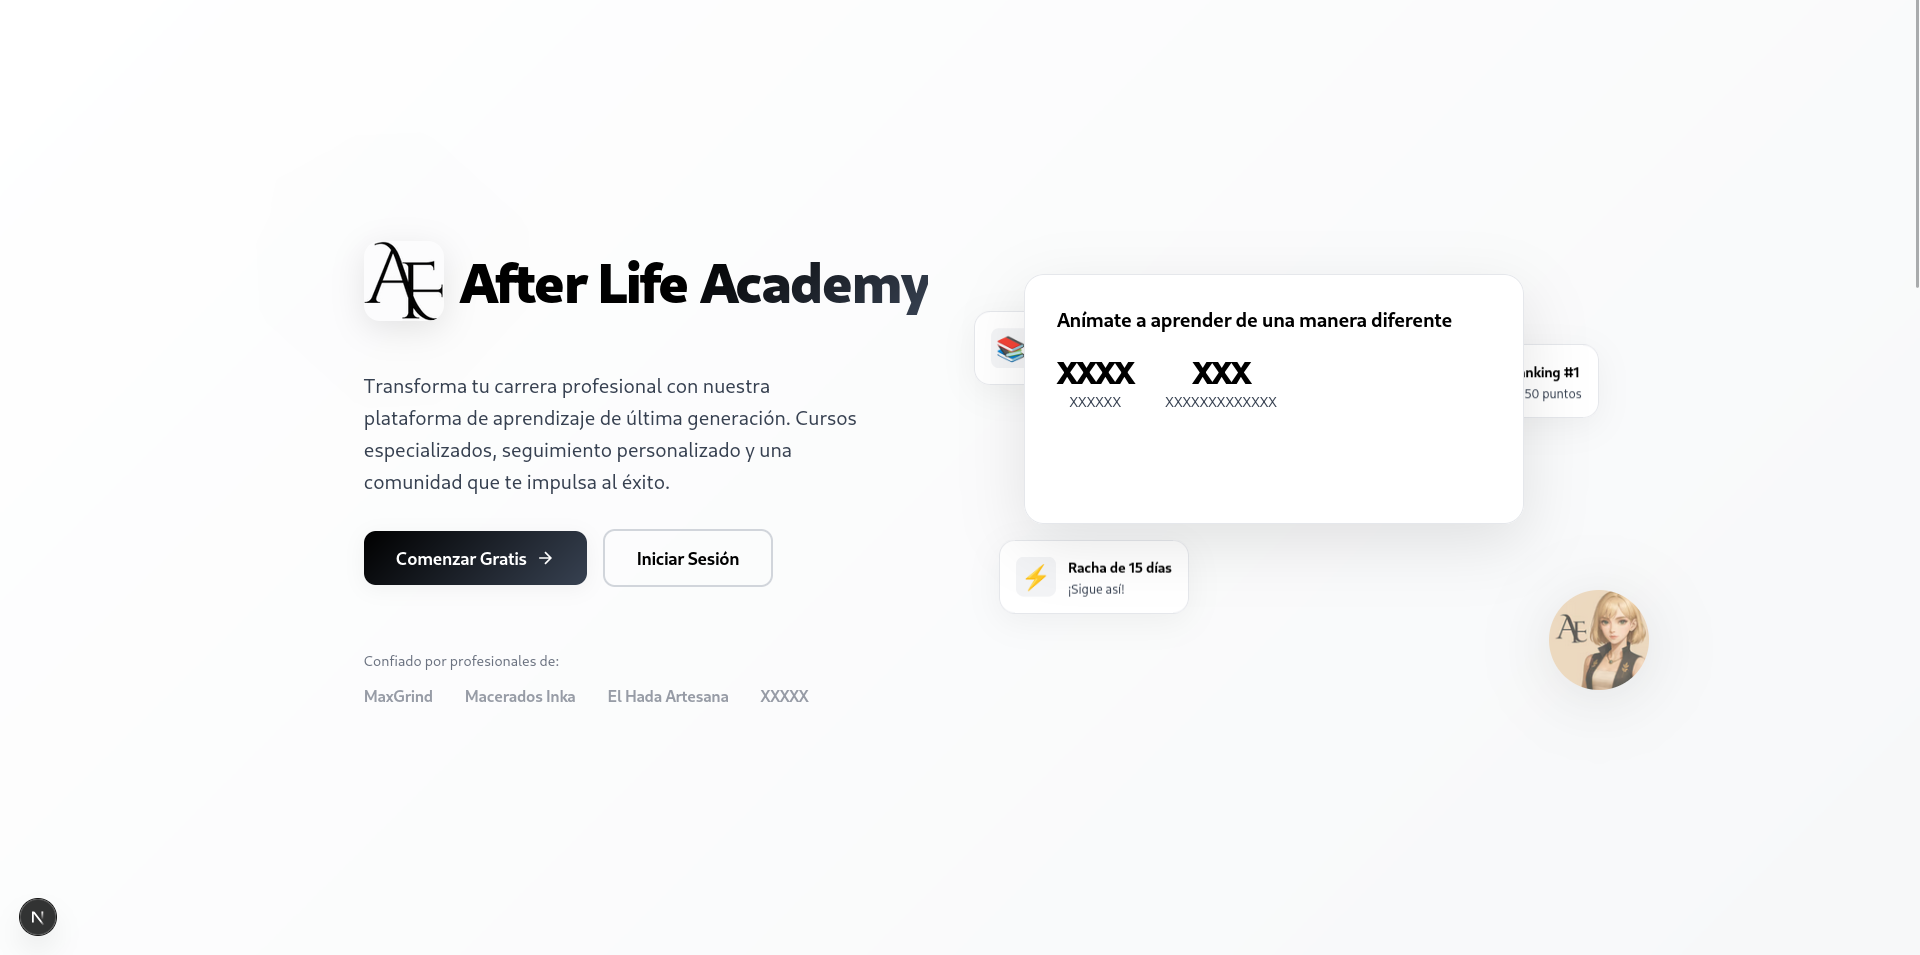 AE
After Life Academy
Transforma tu carrera profesional con nuestra
plataforma de aprendizaje de última generación. Cursos
especializados, seguimiento personalizado y una
comunidad que te impulsa al éxito.
Comenzar Gratis →
Iniciar Sesión
Confiado por profesionales de:
MaxGrind Macerados Inka El Hada Artesana XXXXX
Anímate a aprender de una manera diferente
XXXX XXX
XXXXXX XXXXXXXXXXXXX
#1
50 puntos
Racha de 15 días
¡Sigue así!
AE
N